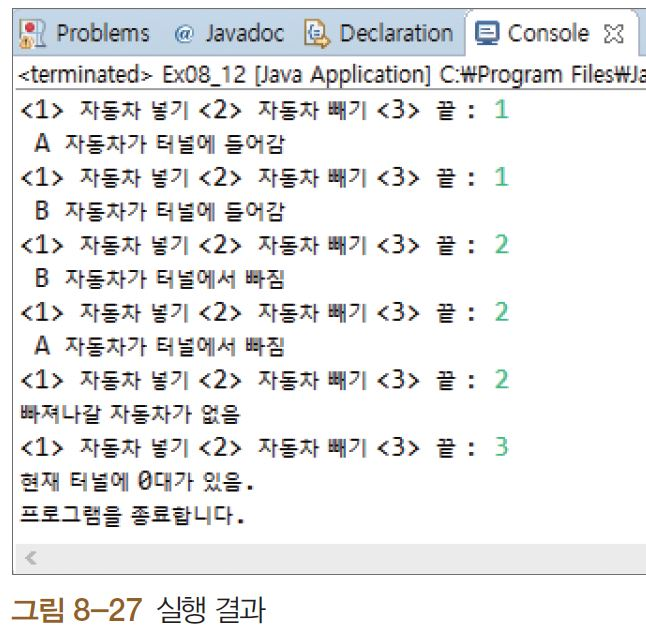 Problems @ Javadoc Declaration Console
<terminated> Ex08_12 [Java Application] C:₩Program Files₩Ja
<1> 자동차 넣기 <2> 자동차 빼기 <3> 끝 : 1
A 자동차가 터널에 들어감
<1> 자동차 넣기 <2> 자동차 빼기 <3> 끝 : 1
B 자동차가 터널에 들어감
<1> 자동차 넣기 <2> 자동차 빼기 <3> 끝 : 2
B 자동차가 터널에서 빠짐
<1> 자동차 넣기 <2> 자동차 빼기 <3> 끝 : 2
A 자동차가 터널에서 빠짐
<1> 자동차 넣기 <2> 자동차 빼기 <3> 끝 : 2
빠져나갈 자동차가 없음
<1> 자동차 넣기 <2> 자동차 빼기 <3> 끝 : 3
현재 터널에 0대가 있음.
프로그램을 종료합니다.
그림 8-27 실행 결과